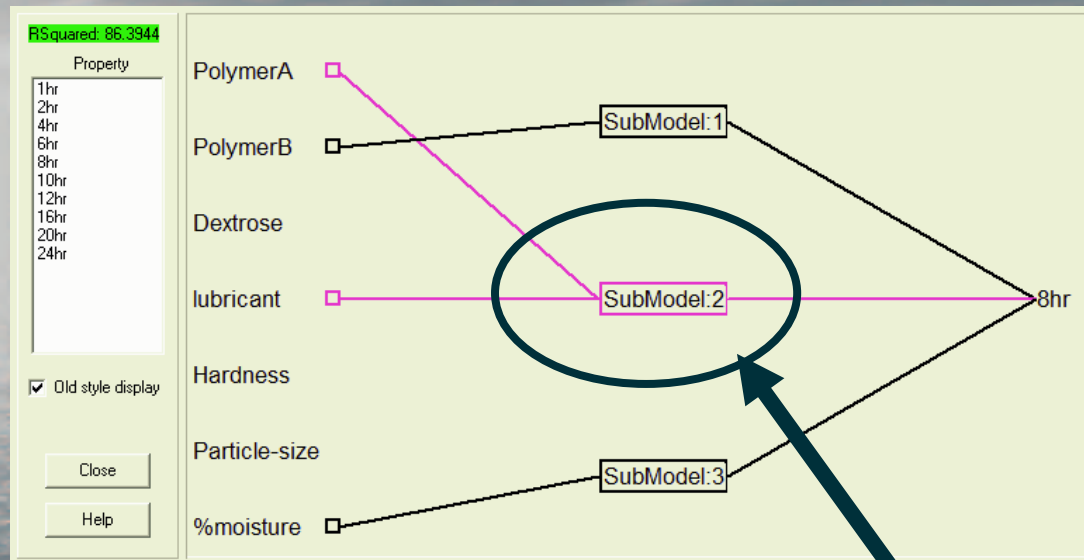 RSquared: 86.3944
Property
1hr
2hr
4hr
6hr
8hr
10hr
12hr
16hr
20hr
24hr
Old style display
Close
Help
PolymerA
PolymerB
Dextrose
lubricant
Hardness
Particle-size
%moisture
SubModel:1
SubModel:2
SubModel:3
8hr